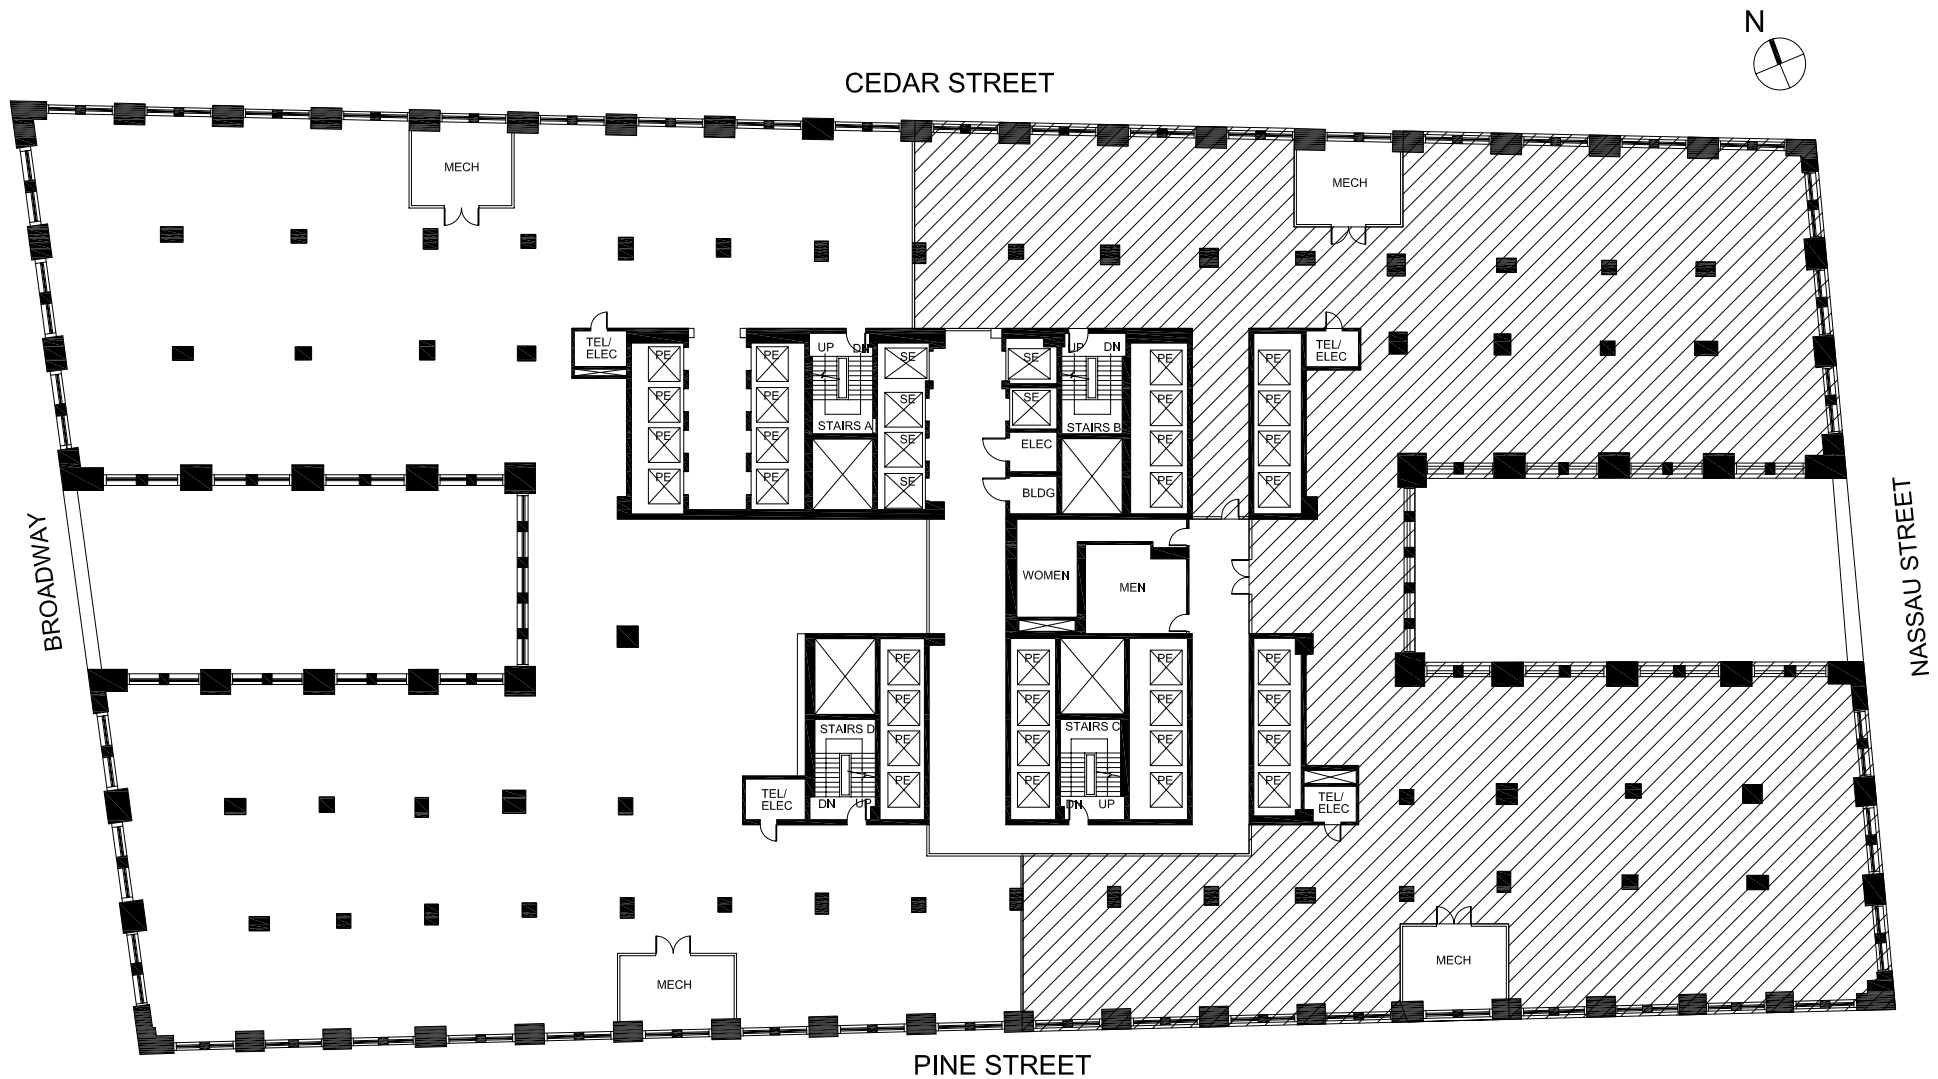 N
CEDAR STREET
MECH
MECH
TEL/
ELEC
PE
PE
UP
DN
SE
SE
UP
DN
PE
PE
TEL/
ELEC
PE
PE
SE
SE
PE
PE
STAIRS A
STAIRS B
PE
PE
SE
ELEC
PE
PE
PE
PE
SE
BLDG
PE
PE
BROADWAY
NASSAU STREET
WOMEN
MEN
PE
PE
PE
PE
PE
PE
PE
PE
STAIRS D
STAIRS C
PE
PE
PE
PE
TEL/
ELEC
DN
UP
PE
PE
DN
UP
PE
PE
TEL/
ELEC
MECH
MECH
PINE STREET